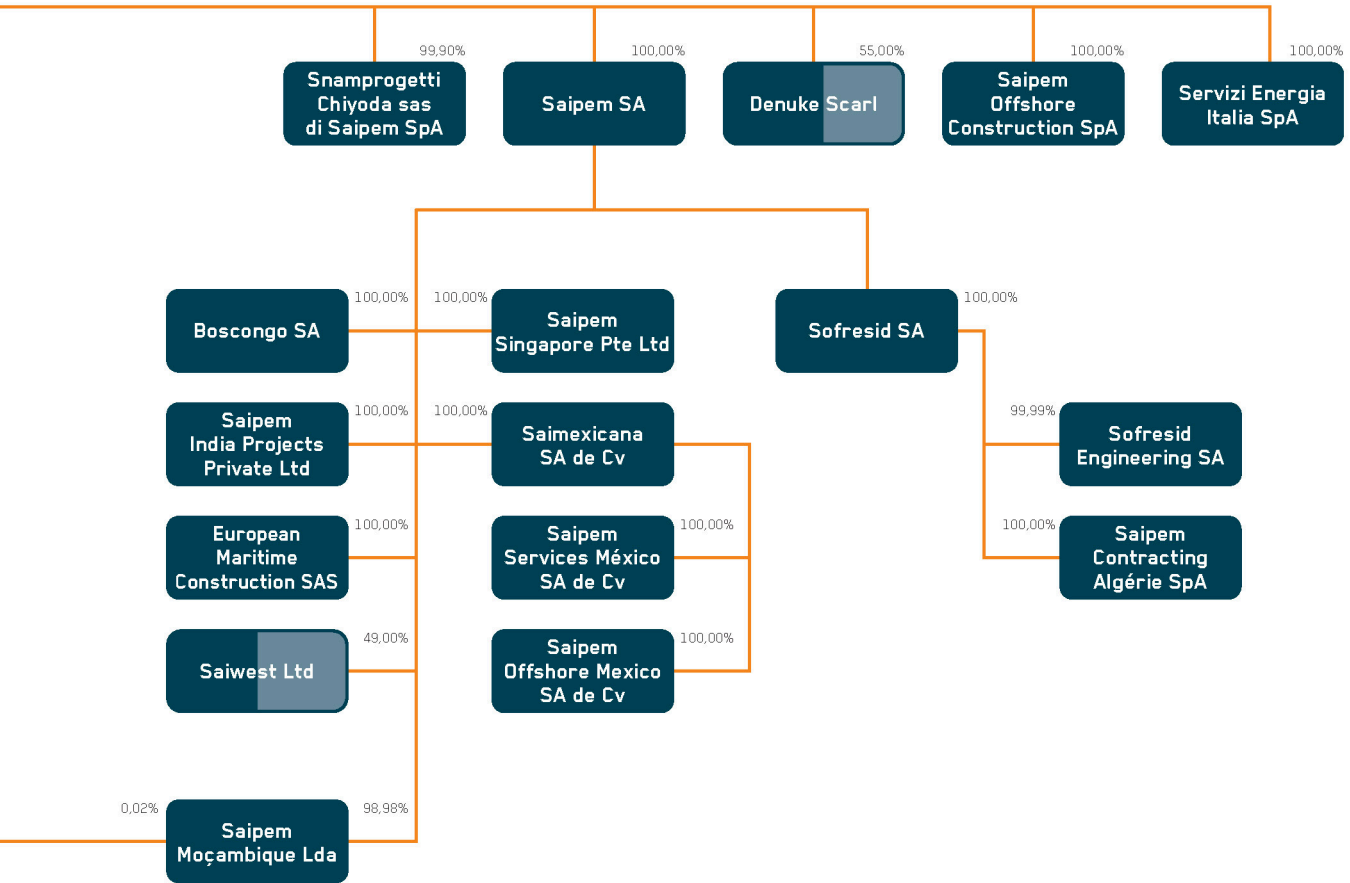 99,90%
100,00%
55,00%
100,00%
100,00%
Snamprogetti
Chiyoda sas
di Saipem SpA
Saipem SA
Denuke Scarl
Saipem
Offshore
Construction SpA
Servizi Energia
Italia SpA
100,00%
100,00%
100,00%
Boscongo SA
Saipem
Singapore Pte Ltd
Sofresid SA
100,00%
100,00%
99,99%
Saipem
India Projects
Private Ltd
Saimexicana
SA de Cv
Sofresid
Engineering SA
100,00%
100,00%
100,00%
European
Maritime
Construction SAS
Saipem
Services México
SA de Cv
Saipem
Contracting
Algérie SpA
49,00%
100,00%
Saiwest Ltd
Saipem
Offshore Mexico
SA de Cv
0,02%
98,98%
Saipem
Moçambique Lda